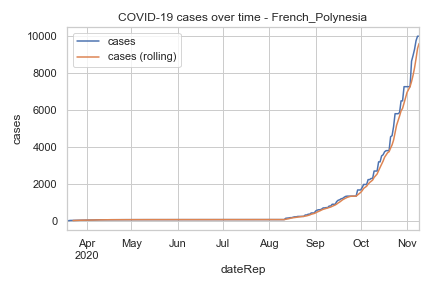 COVID-19 cases over time - French_Polynesia
cases
cases (rolling)
10000
8000
6000
4000
2000
0
cases
Apr
2020
May
Jun
Jul
Aug
Sep
Oct
Nov
dateRep